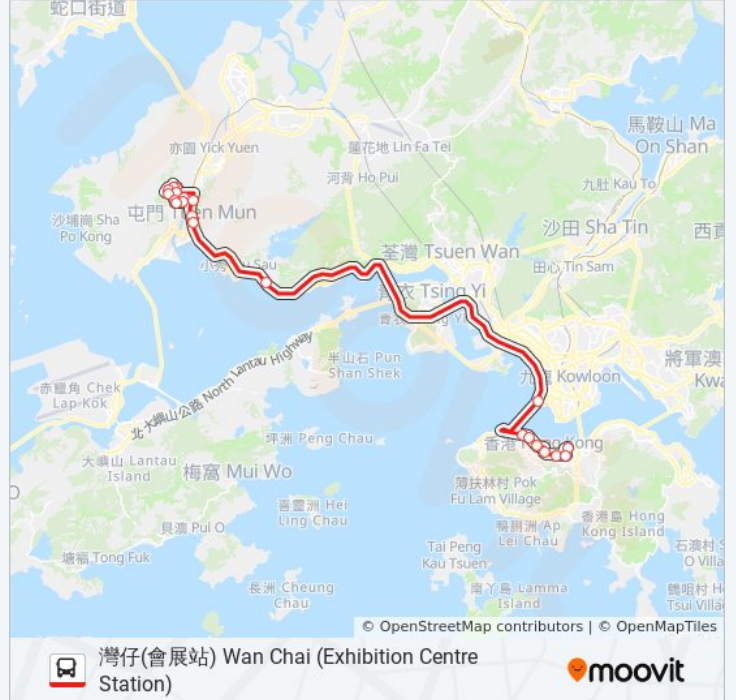 蛇口街道
馬鞍山 Ma
On Shan
亦園 Yick Yuen
蓮花地 Lin Fa Tei
河背 Ho Pui
九肚 Kau To
屯門
Mun
沙埔崗 Sha
Po Kong
沙田 Sha Tin
西貢
荃灣 Tsuen Wan
田心 Tin Sam
Sau
Tsing Yi
半山石 Pun
Shan Shek
九龍 Kowloon
將軍澳
赤鱲角 Chek
Lap Kok
北大嶼山公路 North Lantau Highway
坪洲 Peng Chau
香港
Kong
大嶼山 Lantau
Island
梅窩 Mui Wo
薄扶林村 Pok
Fu Lam Village
喜靈洲 Hei
Ling Chau
香港島 Hong
Kong Island
鴨脷洲 Ap
Lei Chau
貝澳 Pui O
塘福 Tong Fuk
Tai Peng
Kau Tsuen
石澳村
O Villa
長洲 Cheung
Chau
南丫島 Lamma
Island
鶴咀村
Tsui Villa
© OpenStreetMap contributors | © OpenMapTiles
灣仔(會展站) Wan Chai (Exhibition Centre
Station)
moovit